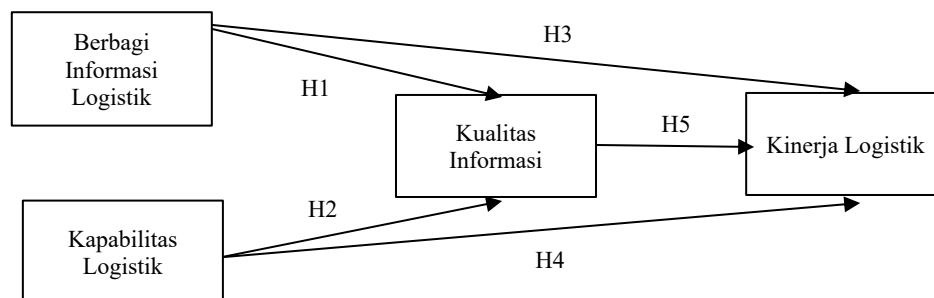 Berbagi
Informasi
Logistik
H3
H1
Kualitas
Informasi
H5
Kinerja Logistik
H2
Kapabilitas
Logistik
H4